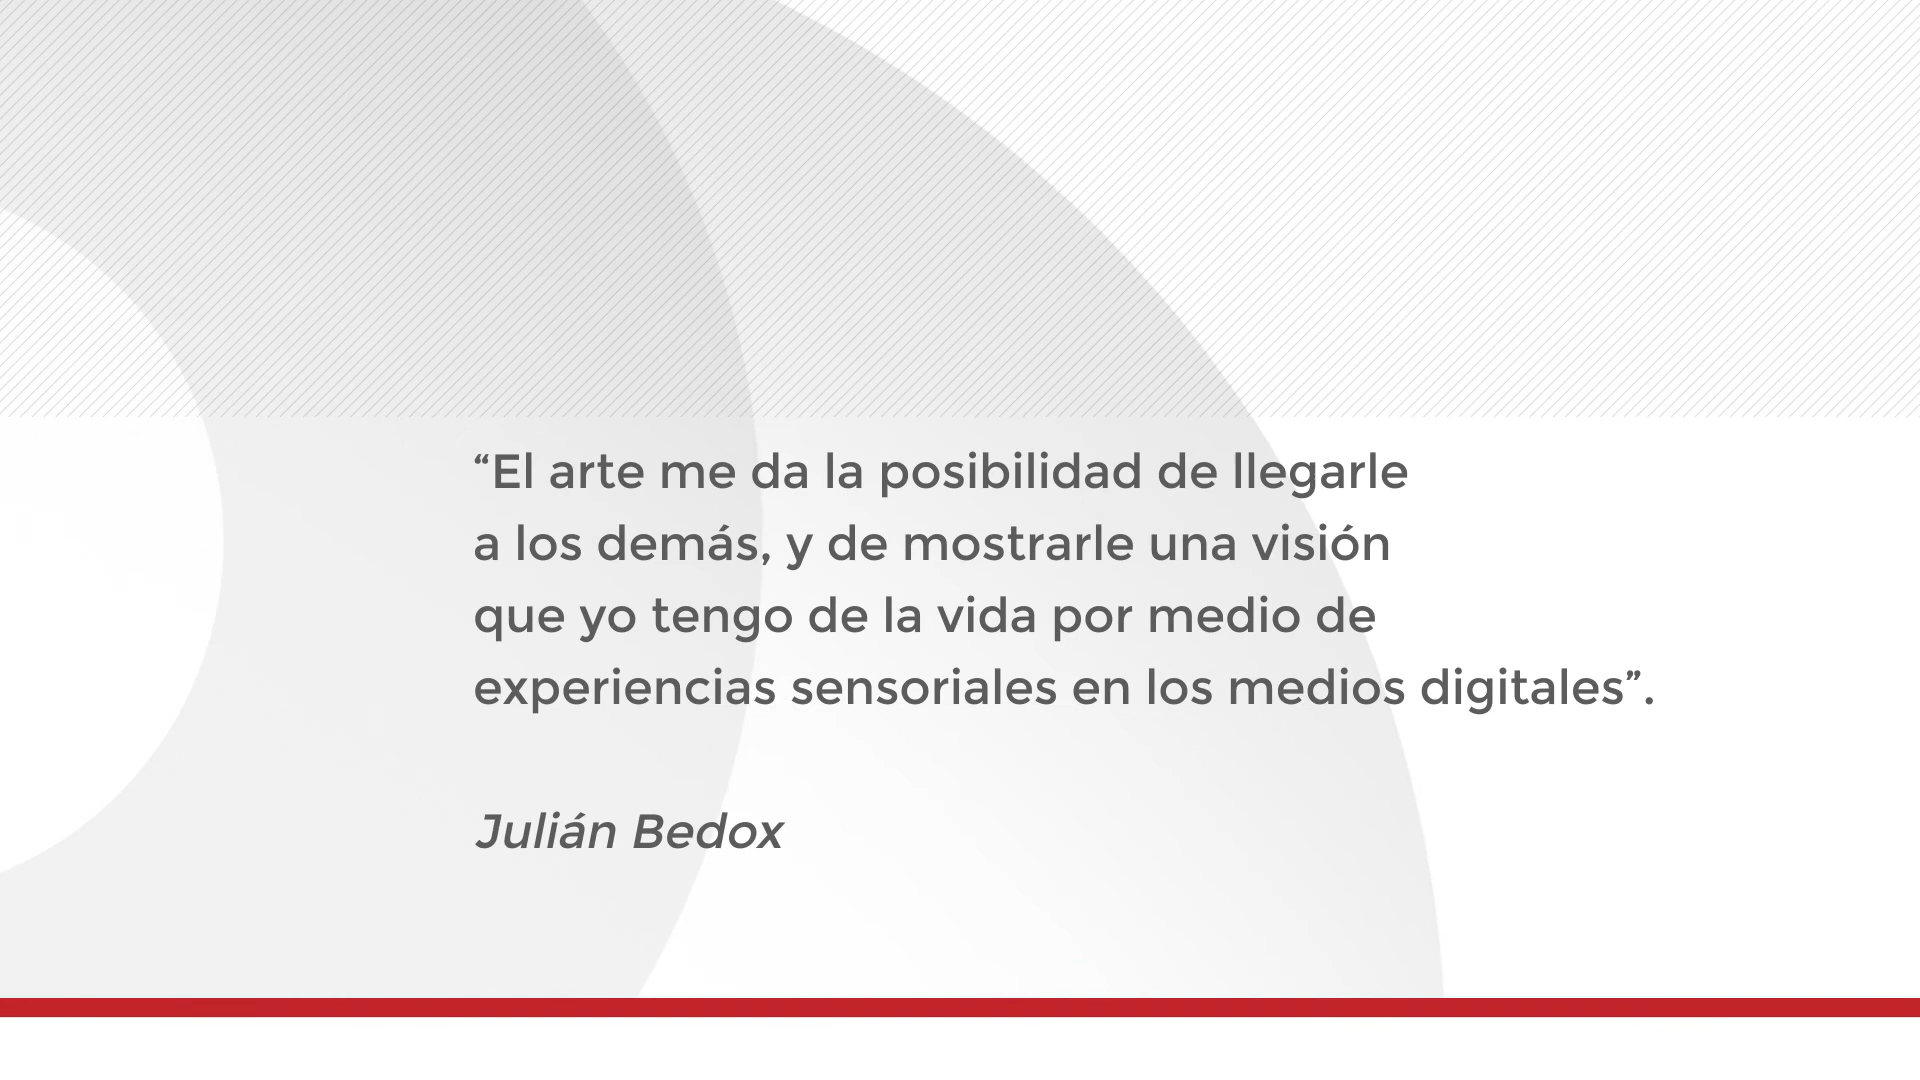 “El arte me da la posibilidad de llegarle
a los demás, y de mostrarle una visión
que yo tengo de la vida por medio de
experiencias sensoriales en los medios digitales”.
Julián Bedox